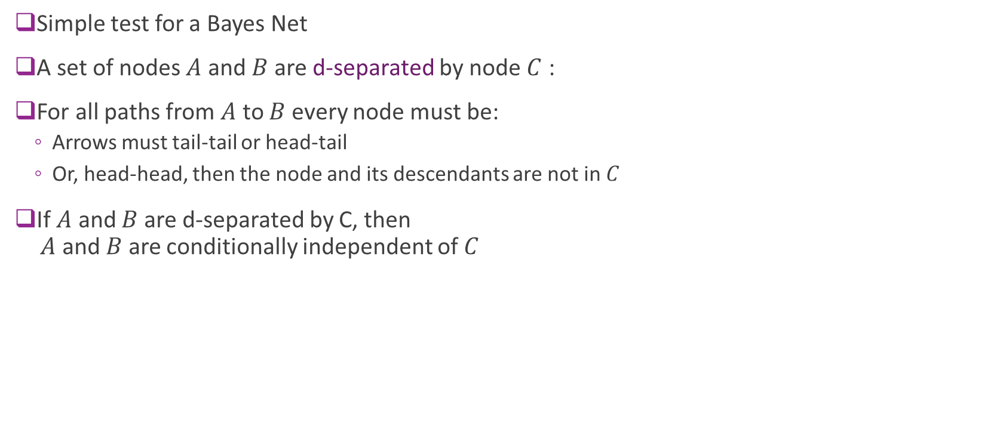 Simple test for a Bayes Net
A set of nodes A and B are d-separated by node C :
For all paths from A to B every node must be:
Arrows must tail-tail or head-tail
Or, head-head, then the node and its descendants are not in C
If A and B are d-separated by C, then
A and B are conditionally independent of C